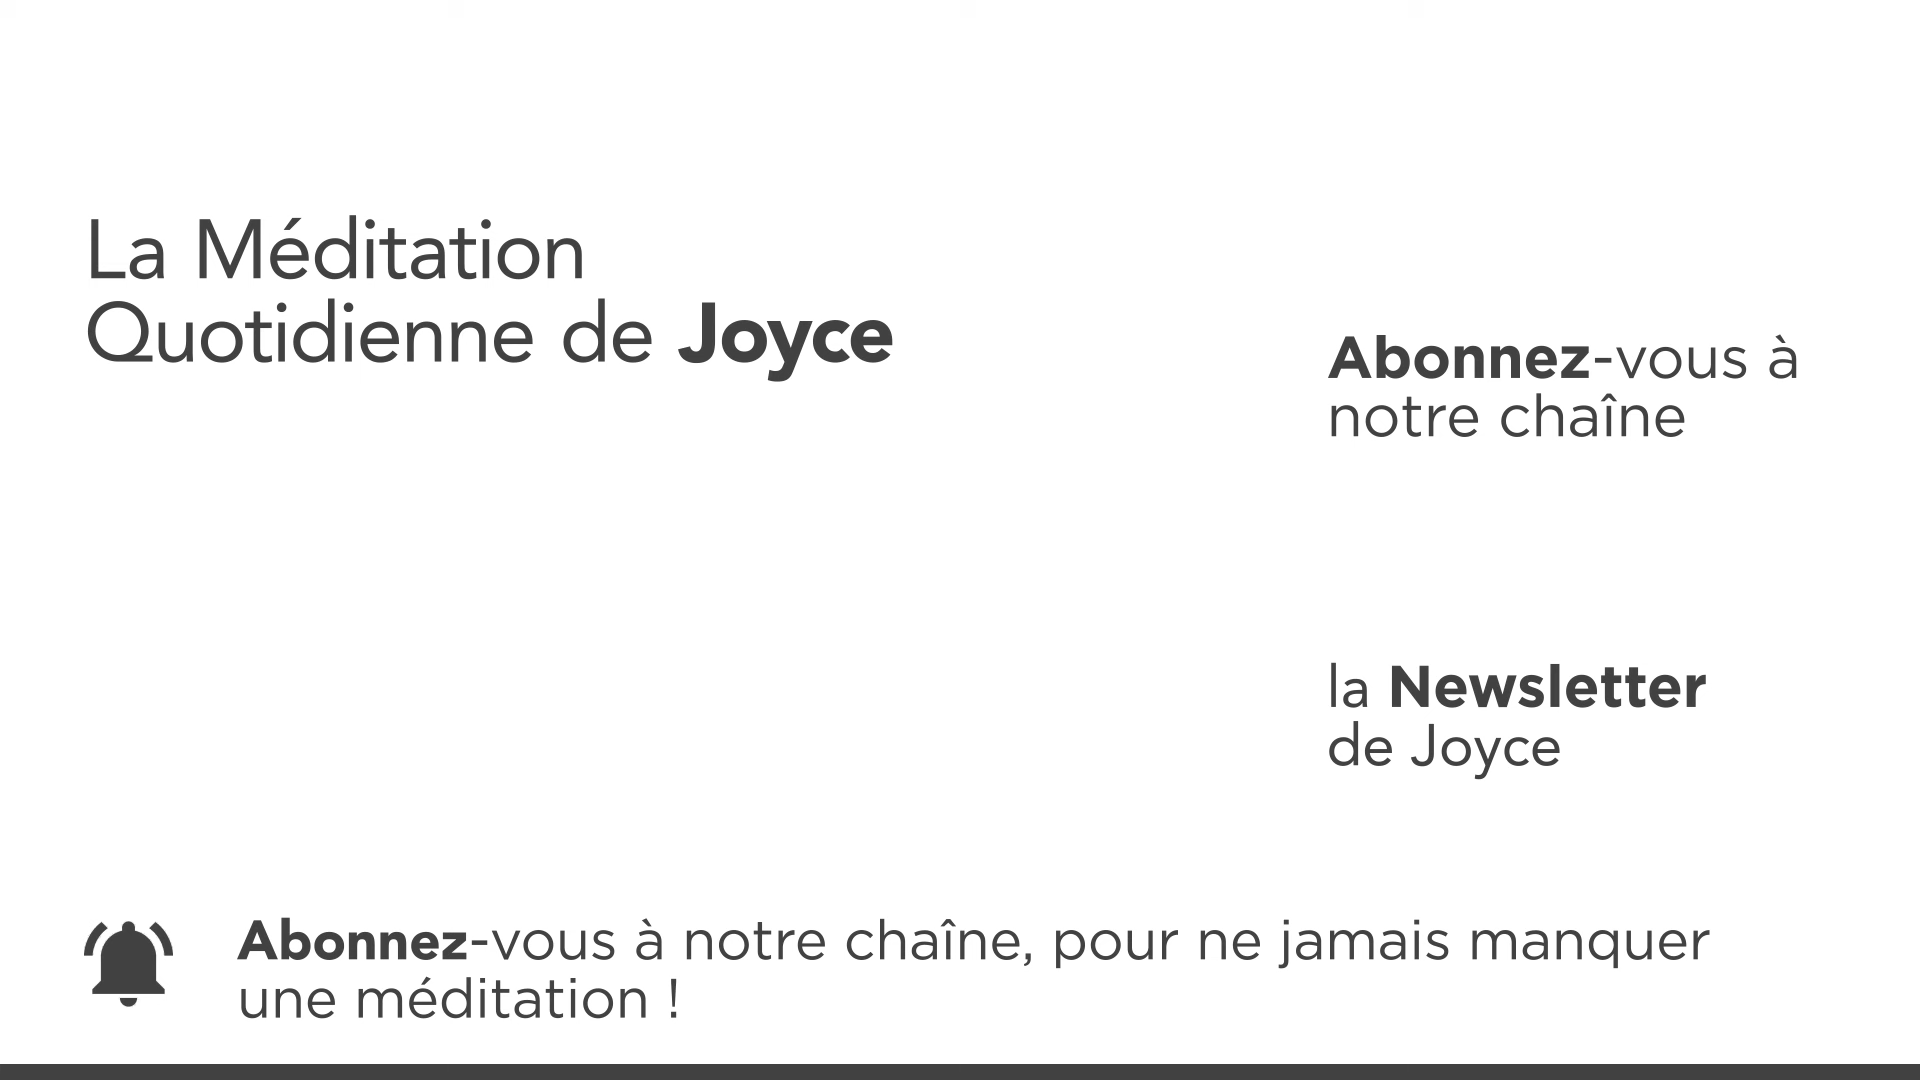 La Méditation
Quotidienne de Joyce
Abonnez-vous à
notre chaîne
la Newsletter
de Joyce
Abonnez-vous à notre chaîne, pour ne jamais manquer
une méditation !